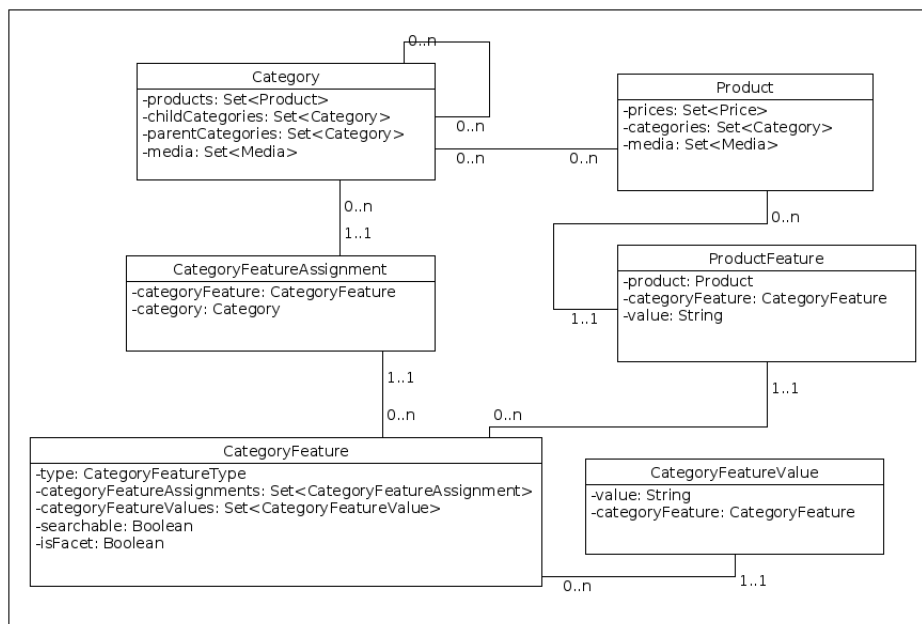 0..n
Category
-products: Set<Product>
-childCategories: Set<Category>
-parentCategories: Set<Category>
-media: Set<Media>
0..n
Product
-prices: Set<Price>
-categories: Set<Category>
-media: Set<Media>
0..n
0..n
0..n
1..1
0..n
1..1
CategoryFeatureAssignment
-categoryFeature: CategoryFeature
-category: Category
ProductFeature
-product: Product
-categoryFeature: CategoryFeature
-value: String
1..1
0..n
1..1
0..n
CategoryFeature
-type: CategoryFeatureType
-categoryFeatureAssignments: Set<CategoryFeatureAssignment>
-categoryFeatureValues: Set<CategoryFeatureValue>
-searchable: Boolean
-isFacet: Boolean
CategoryFeatureValue
-value: String
-categoryFeature: CategoryFeature
0..n
1..1